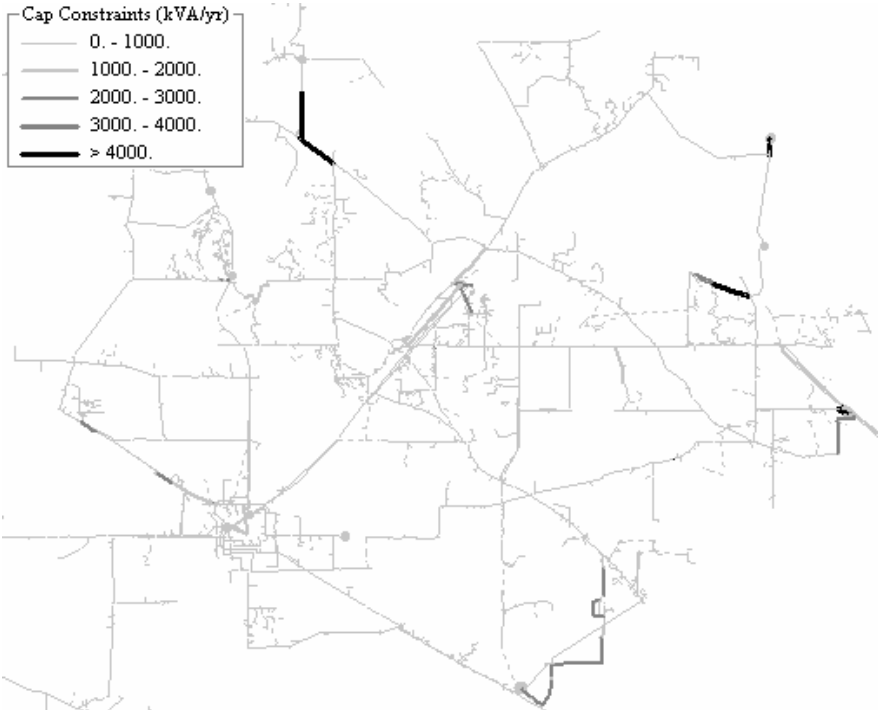 Cap Constraints (kVA/yr)
0. - 1000.
1000. - 2000.
2000. - 3000.
3000. - 4000.
> 4000.